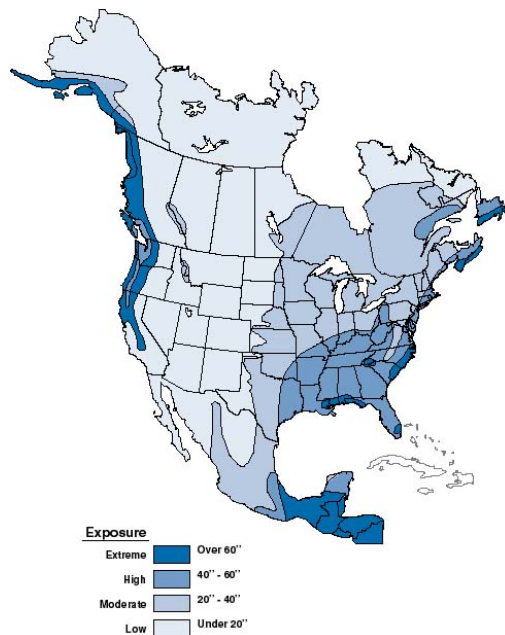 Exposure
Extreme Over 60"
High 40" - 60"
Moderate 20" - 40"
Low Under 20"